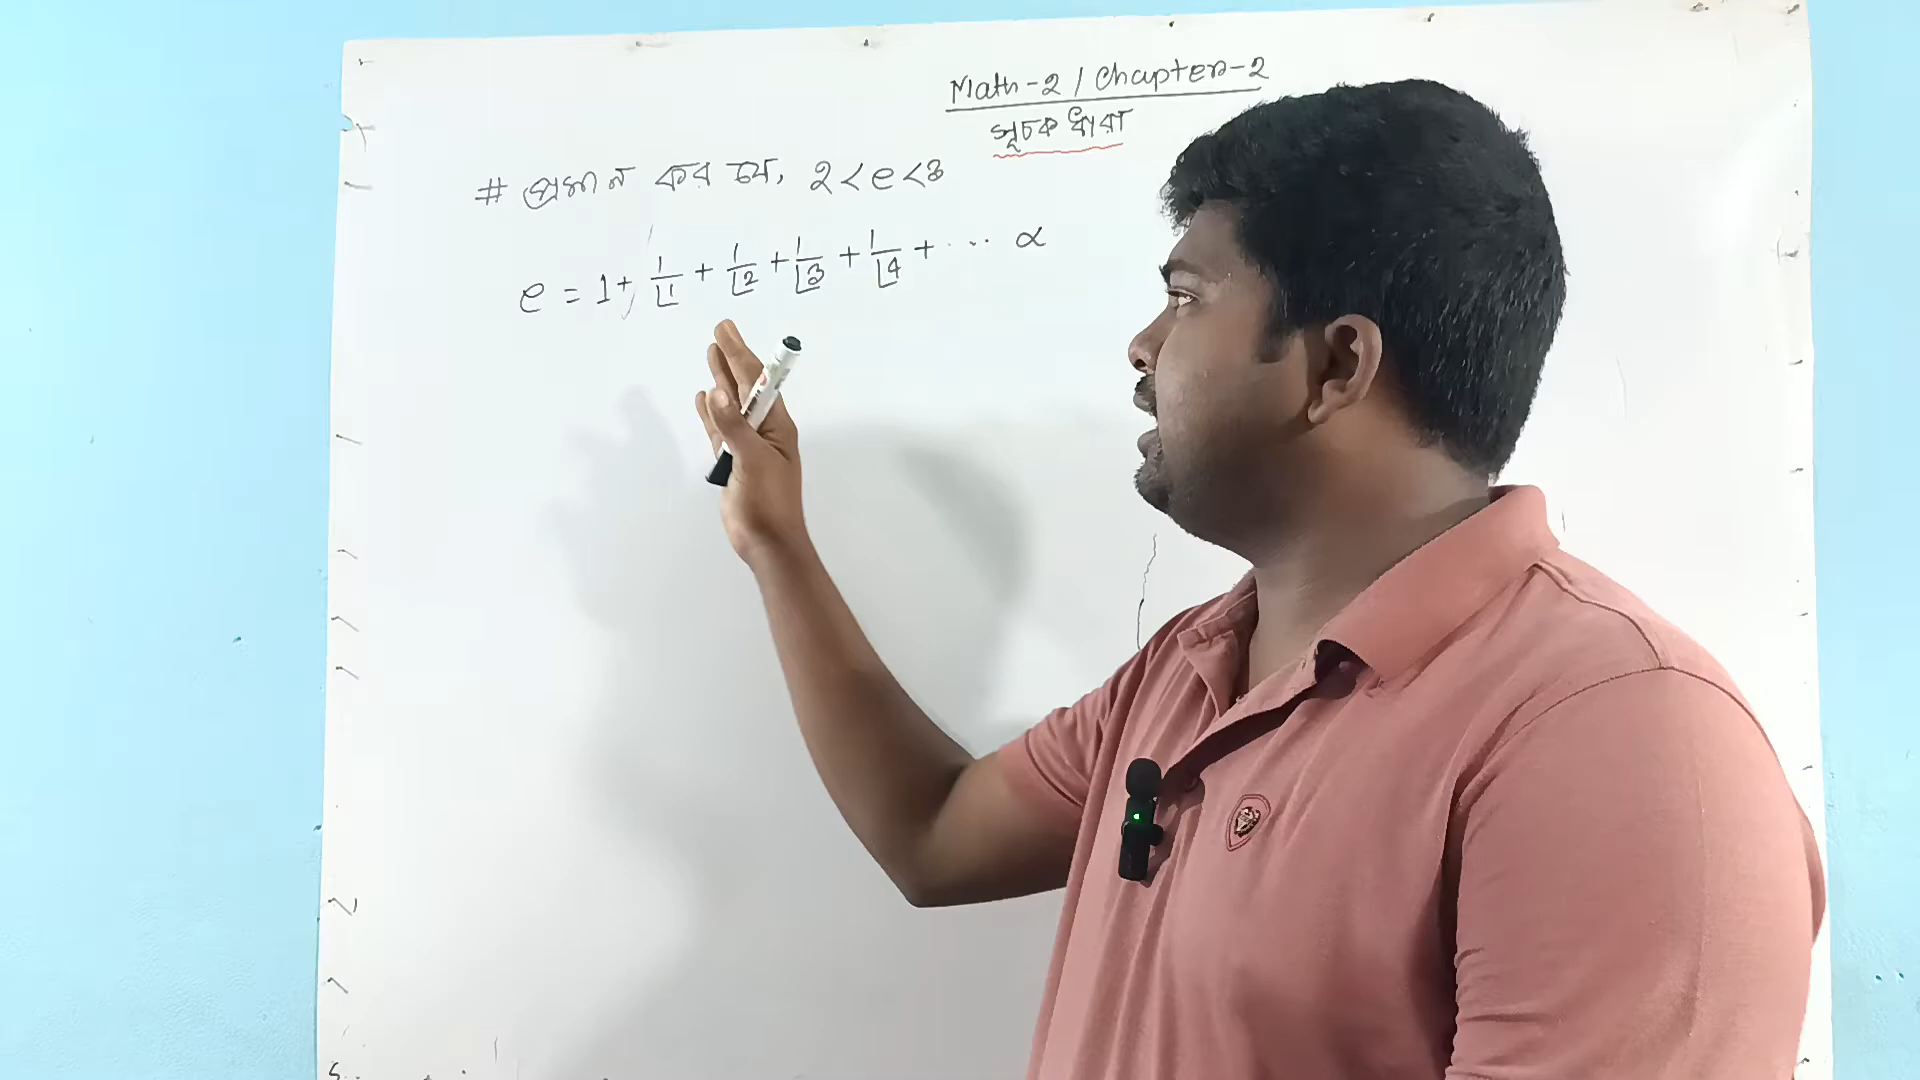 Math-2 / Chapter-2
সূচক ধারা
# প্রমান কর যে, 2 < e < 3
e = 1 + 1/⌊1 + 1/⌊2 + 1/⌊3 + 1/⌊4 + ... ∝